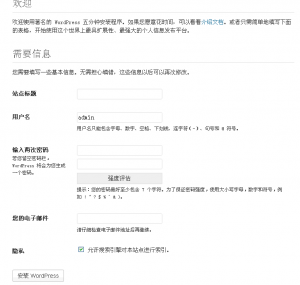 欢迎
欢迎使用著名的 WordPress 五分钟安装程序。如果您愿意花时间，可以看看介绍文档。或者只需简单地填写下面
的表格，开始使用这个世界上最具扩展性、最强大的个人信息发布平台。
需要信息
您需要填写一些基本信息。无需担心填错，这些信息以后可以再次修改。
站点标题
用户名
admin
用户名只能包含字母、数字、空格、下划线、连字符(-)、句号和 @ 符号。
输入两次密码
若您留空密码栏，
WordPress 将会为您生成
一个密码。
强度评估
提示：您的密码最好至少包含 7 个字符。为了保证密码强度，使用大小写字母、数字和符号，例
如 ! " ? $ % ^ & )。
您的电子邮件
请仔细检查电子邮件地址后再继续。
隐私
允许搜索引擎对本站点进行索引。
安装 WordPress